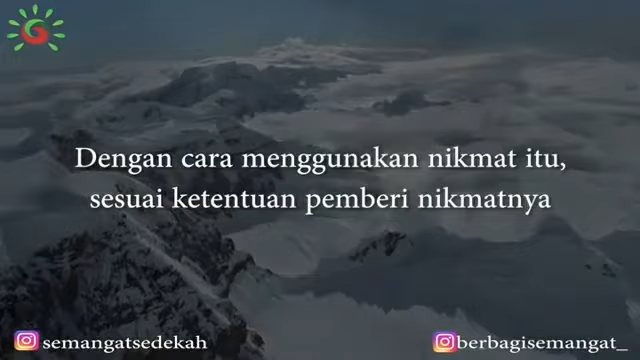 Dengan cara menggunakan nikmat itu,
sesuai ketentuan pemberi nikmatnya
semangatsedekah
berbagisemangat_